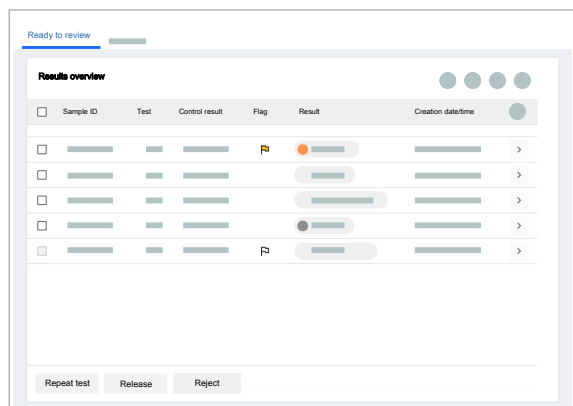 Ready to review
Results overview
Sample ID Test Control result Flag Result Creation date/time
Repeat test Release Reject